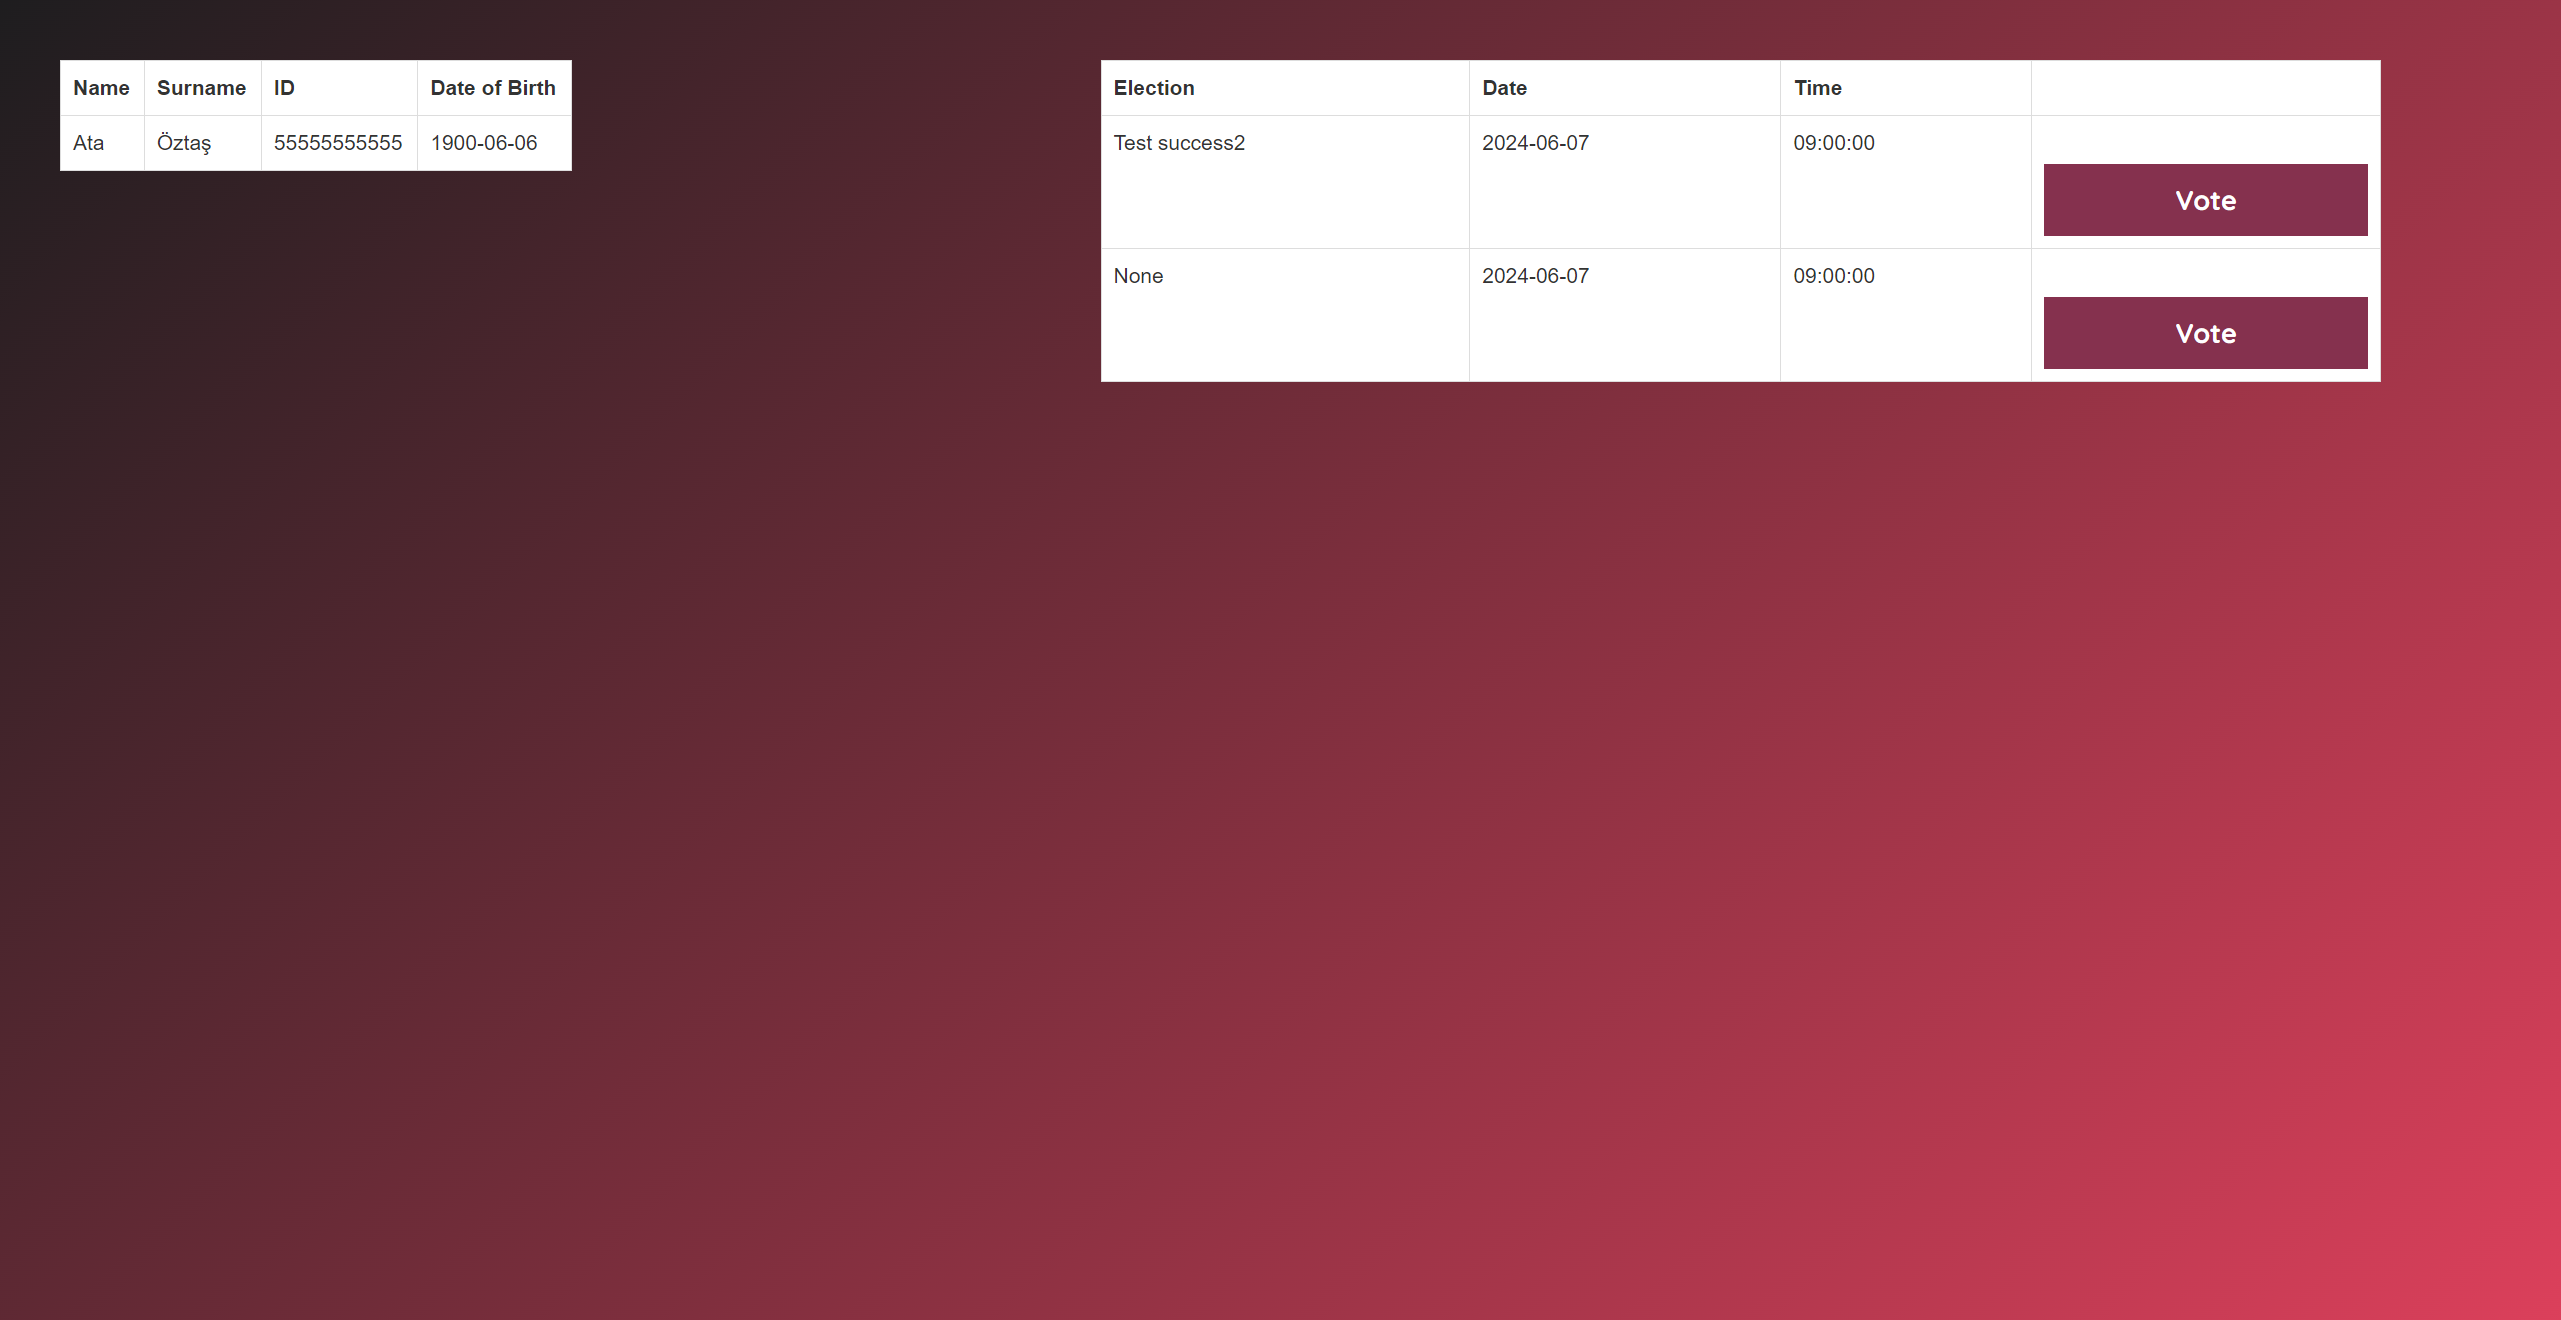 Name Surname ID Date of Birth
Ata Öztaş 55555555555 1900-06-06
Election Date Time
Test success2 2024-06-07 09:00:00
Vote
None 2024-06-07 09:00:00
Vote